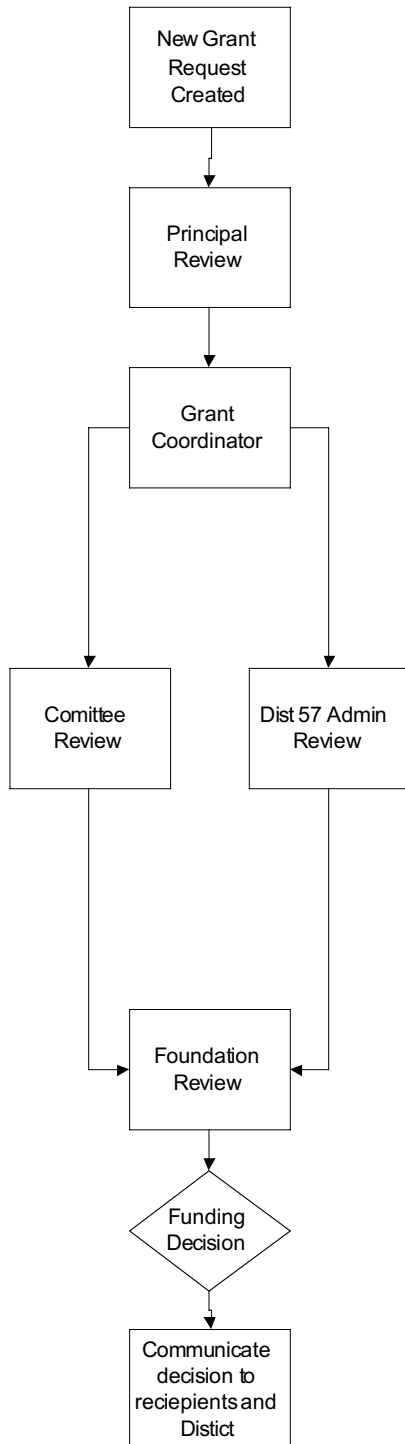 New Grant
Request
Created
Principal
Review
Grant
Coordinator
Comittee
Review
Dist 57 Admin
Review
Foundation
Review
Funding
Decision
Communicate
decision to
reciepients and
Distict